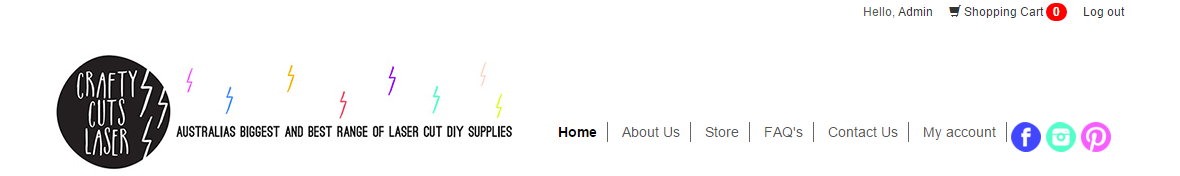 Hello, Admin Shopping Cart 0 Log out
CRAFTY
CUTS
LASER
AUSTRALIAS BIGGEST AND BEST RANGE OF LASER CUT DIY SUPPLIES
Home About Us Store FAQ's Contact Us My account